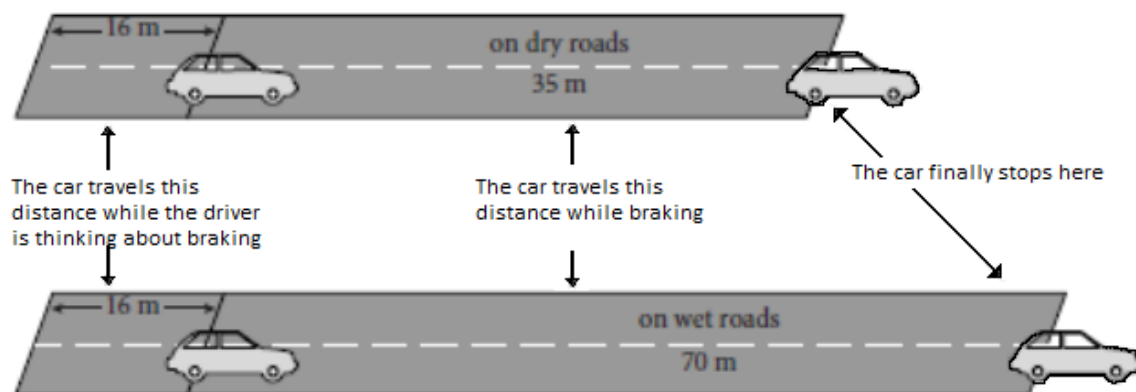 16 m
on dry roads
35 m
The car travels this
distance while the driver
is thinking about braking
The car travels this
distance while braking
The car finally stops here
16 m
on wet roads
70 m